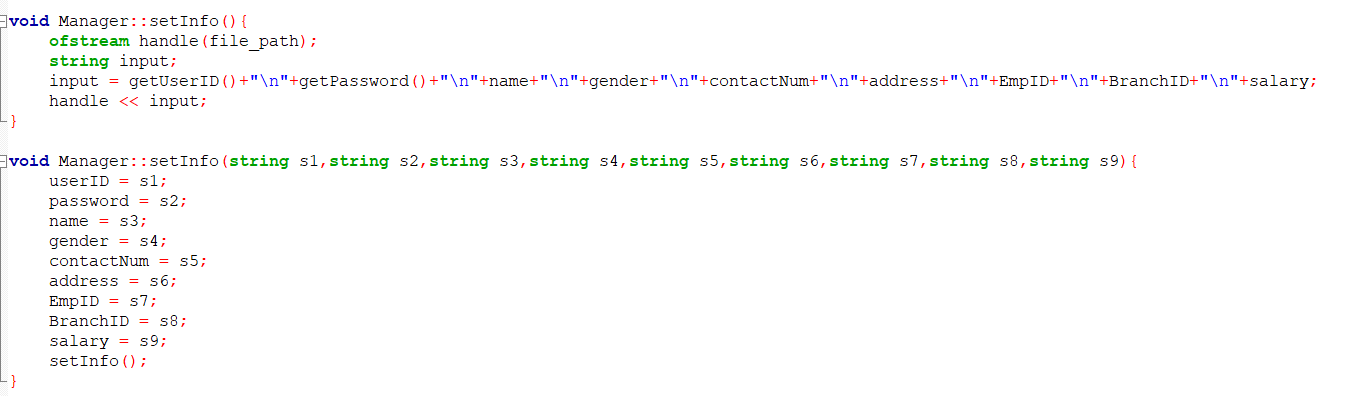 void Manager::setInfo(){
    ofstream handle(file_path);
    string input;
    input = getUserID()+"\n"+getPassword()+"\n"+name+"\n"+gender+"\n"+contactNum+"\n"+address+"\n"+EmpID+"\n"+BranchID+"\n"+salary;
    handle << input;
}

void Manager::setInfo(string s1,string s2,string s3,string s4,string s5,string s6,string s7,string s8,string s9){
    userID = s1;
    password = s2;
    name = s3;
    gender = s4;
    contactNum = s5;
    address = s6;
    EmpID = s7;
    BranchID = s8;
    salary = s9;
    setInfo();
}